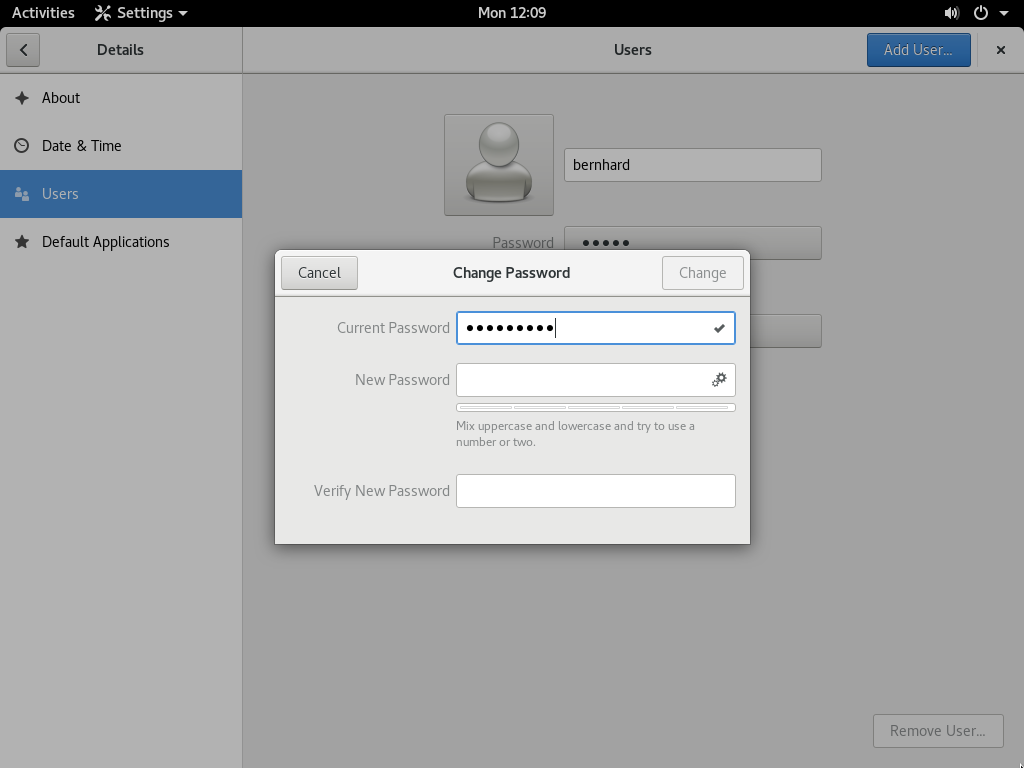 Activities
Settings
Mon 12:09
Details
Users
Add User...
About
Date & Time
Users
Default Applications
bernhard
Password
●●●●●
Cancel
Change Password
Change
Current Password
●●●●●●●●●
New Password
Mix uppercase and lowercase and try to use a
number or two.
Verify New Password
Remove User...